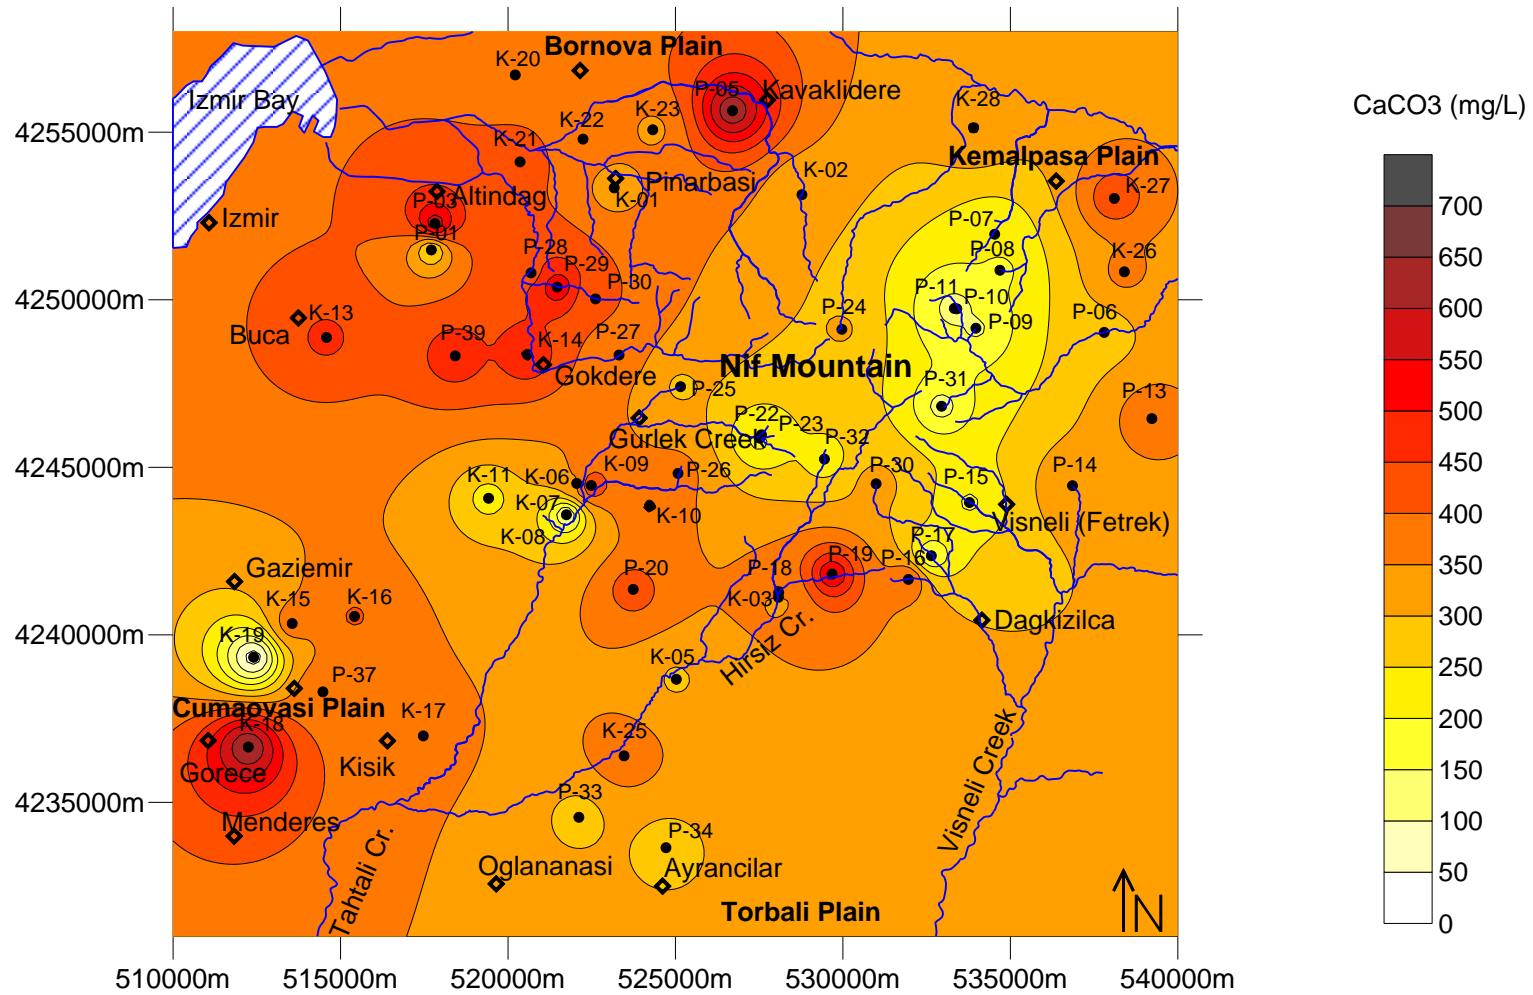 Bornova Plain
K-20
P-05
Kavaklidere
Izmir Bay
K-23
K-28
CaCO3 (mg/L)
4255000m
K-22
K-21
Kemalpasa Plain
K-02
Pinarbasi
K-27
Altindag
P-03
K-01
Izmir
P-07
P-01
P-28
P-08
K-26
P-29
P-30
P-11
P-10
4250000m
K-13
P-24
P-09
P-06
Buca
P-39
K-14
P-27
Nif Mountain
Gokdere
P-25
P-31
P-13
P-22
P-23
Gurlek Creek
P-32
4245000m
K-11
K-06
K-09
P-26
P-30
P-15
P-14
K-07
K-10
Visneli (Fetrek)
K-08
P-17
Gaziemir
P-20
P-18
P-19
P-16
K-15
K-16
K-03
Dagkizilca
4240000m
K-19
Hirsiz Cr.
K-05
P-37
Cumaovasi Plain
K-17
K-18
K-25
Gorece
Kisik
Visneli Creek
4235000m
P-33
Menderes
P-34
Tahtali Cr.
Oglananasi
Ayrancilar
Torbali Plain
N
510000m
515000m
520000m
525000m
530000m
535000m
540000m
700
650
600
550
500
450
400
350
300
250
200
150
100
50
0